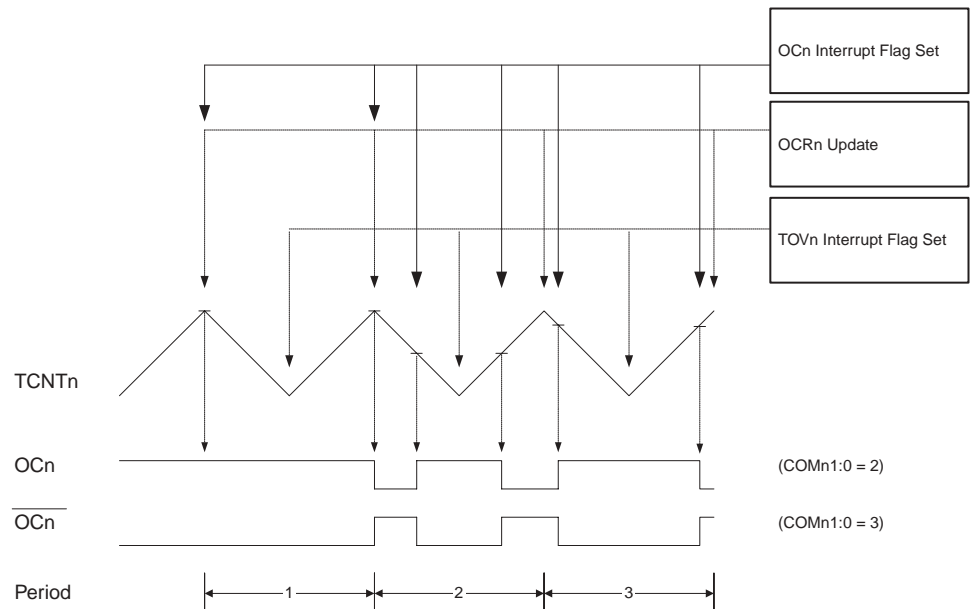 OCn Interrupt Flag Set
OCRn Update
TOVn Interrupt Flag Set
TCNTn
OCn
(COMn1:0 = 2)
OCn
(COMn1:0 = 3)
Period
1
2
3